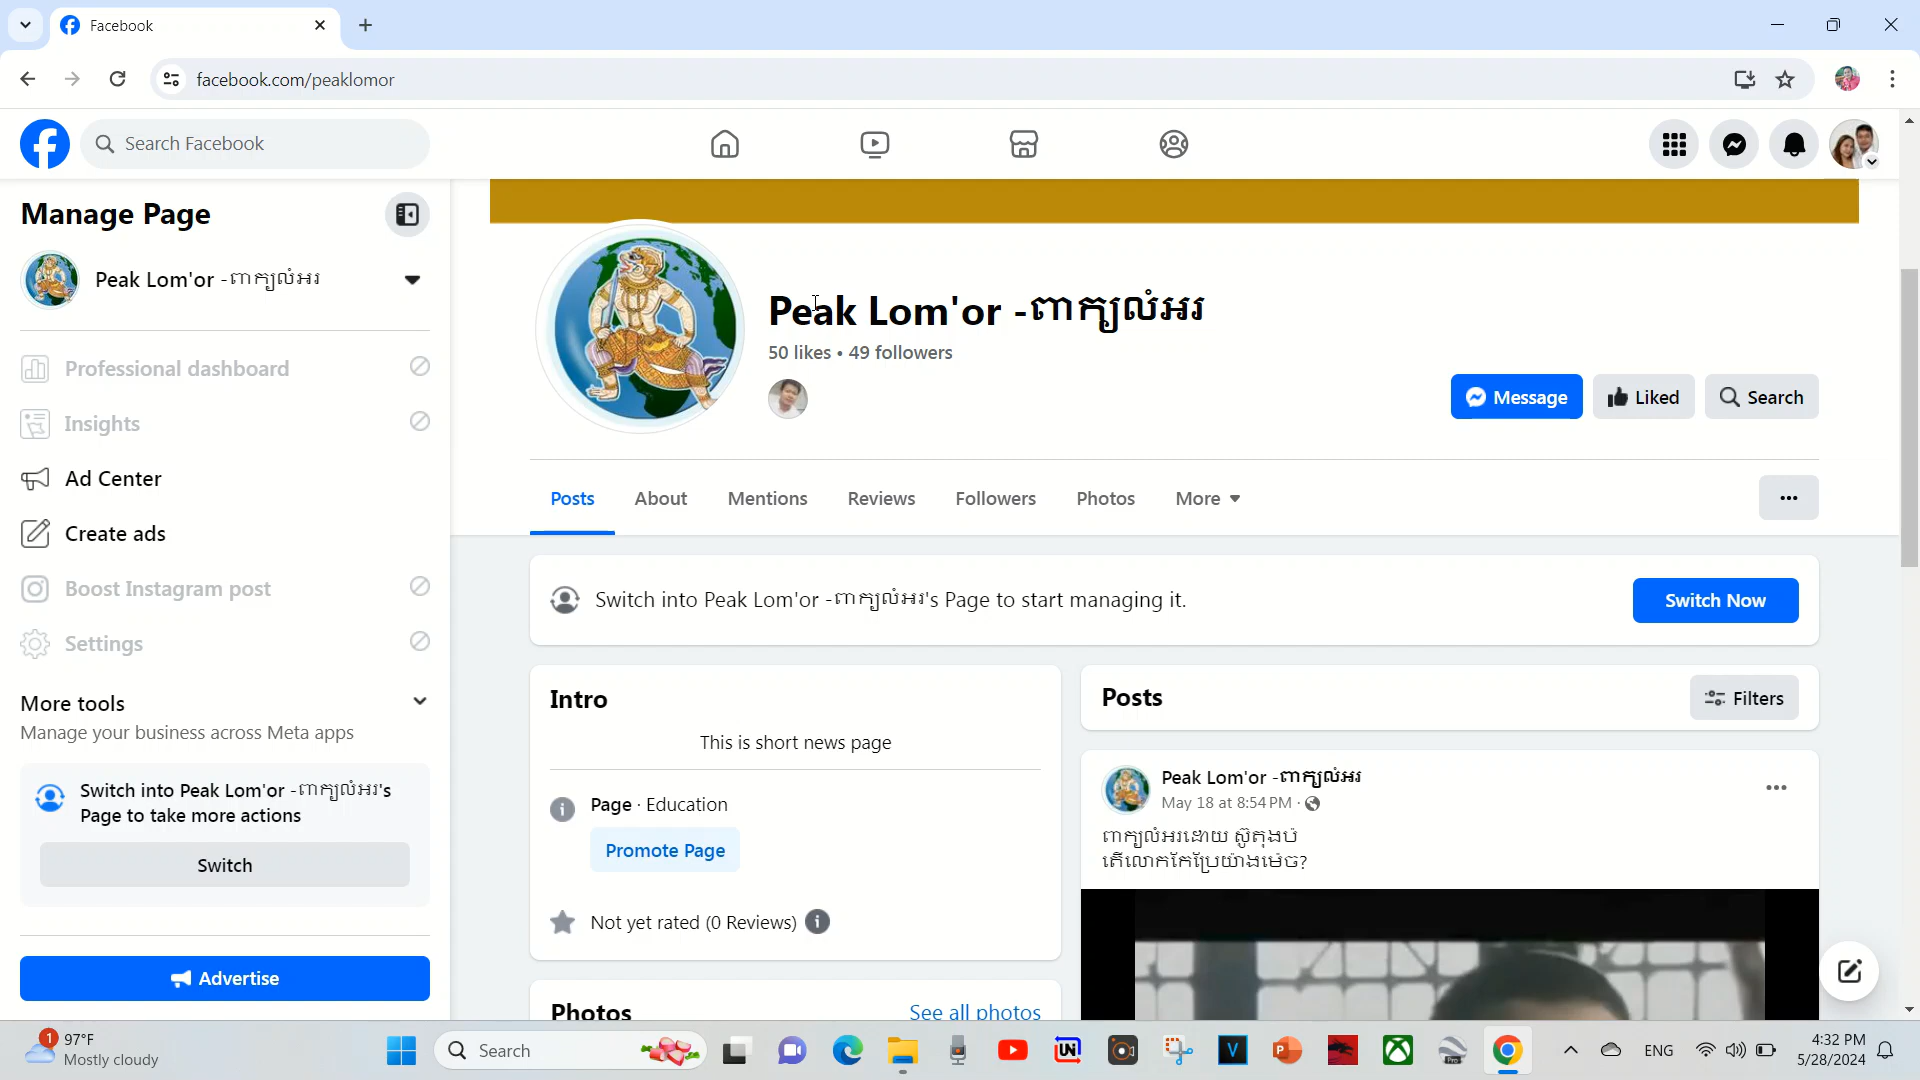 Facebook
facebook.com/peaklomor
Search Facebook
Manage Page
Peak Lom'or -ពាក្យលំអរ
Professional dashboard
Insights
Ad Center
Create ads
Boost Instagram post
Settings
More tools
Manage your business across Meta apps
Switch into Peak Lom'or -ពាក្យលំអរ's
Page to take more actions
Switch
Advertise
Peak Lom'or -ពាក្យលំអរ
50 likes • 49 followers
Message
Liked
Search
Posts
About
Mentions
Reviews
Followers
Photos
More
Switch into Peak Lom'or -ពាក្យលំអរ's Page to start managing it.
Switch Now
Intro
This is short news page
Page · Education
Promote Page
Not yet rated (0 Reviews)
Photos
See all photos
Posts
Filters
Peak Lom'or -ពាក្យលំអរ
May 18 at 8:54 PM ·
ពាក្យលំអរដោយ ស៊ូតុងប៉
តើលោកកែប្រែយ៉ាងម៉េច?
1
97°F
Mostly cloudy
Search
ENG
4:32 PM
5/28/2024